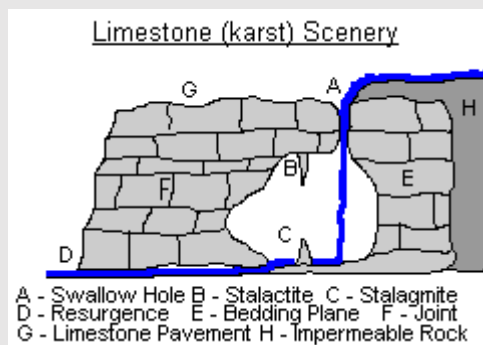 Limestone (karst) Scenery
G
A
H
B
F
E
C
D
A - Swallow Hole B - Stalactite C - Stalagmite
D - Resurgence E - Bedding Plane F - Joint
G - Limestone Pavement H - Impermeable Rock